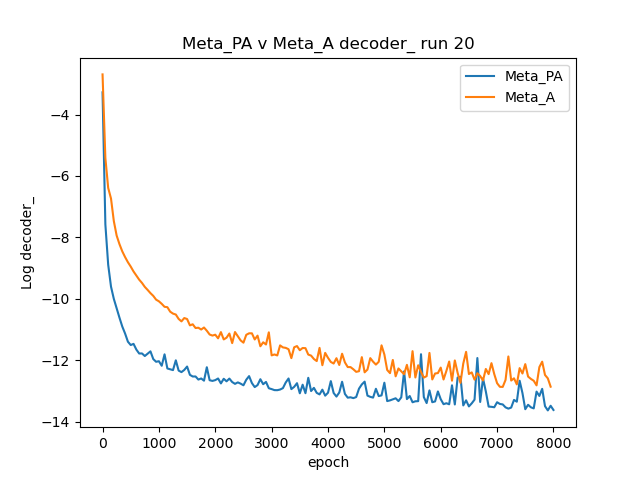 Meta_PA v Meta_A decoder_ run 20
Meta_PA
Meta_A
Log decoder_
−4
−6
−8
−10
−12
−14
0 1000 2000 3000 4000 5000 6000 7000 8000
epoch